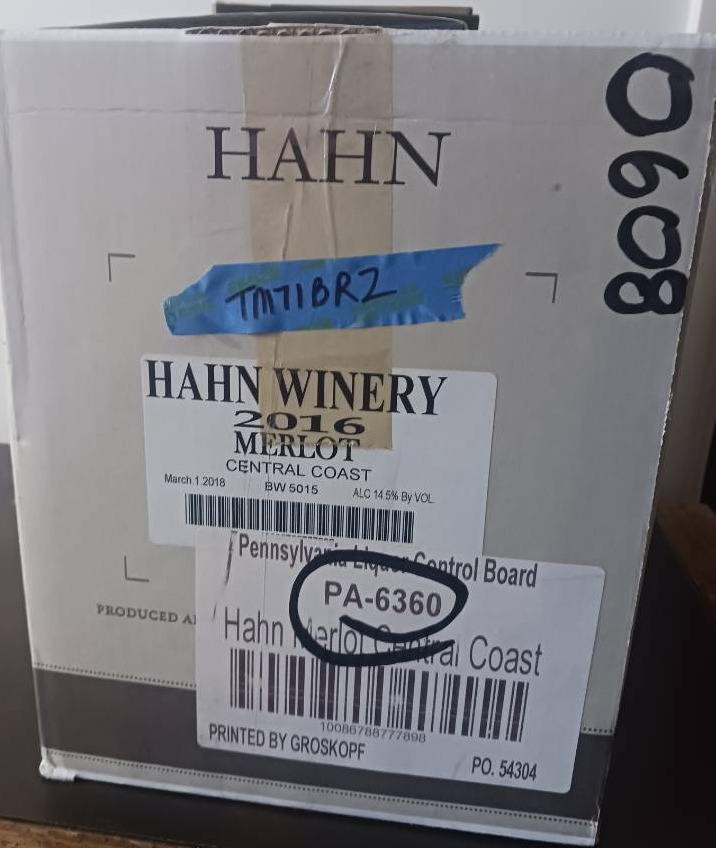 HAHN
8090
TM71BR2
HAHN WINERY
2016
MERLOT
CENTRAL COAST
March.1.2018 BW 5015 ALC 14.5% By VOL
Pennsylvania Liquor Control Board
PA-6360
Hahn Merlot Central Coast
PRODUCED
10086788777898
PRINTED BY GROSKOPF
PO. 54304